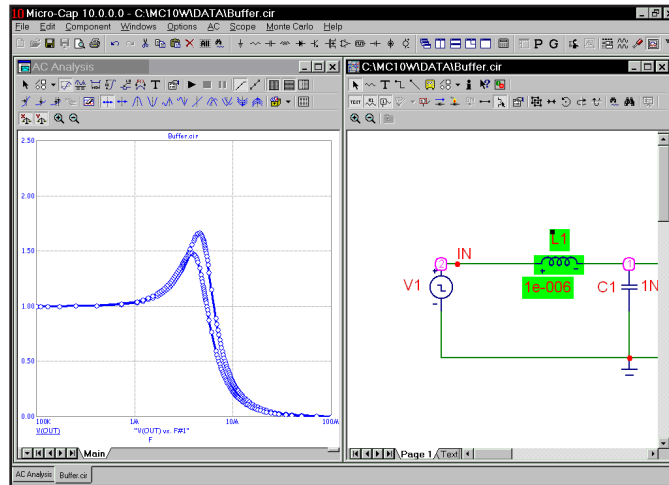 Micro-Cap 10.0.0.0 - C:\MC10W\DATA\Buffer.cir
File Edit Component Windows Options AC Scope Monte Carlo Help
P G
AC Analysis
T
C:\MC10W\DATA\Buffer.cir
T
TEXT
Buffer.cir
2.50
2.00
1.50
1.00
0.50
0.00
100K 1M 10M 100M
V(OUT) "V(OUT) vs. F#1"
F
Main
IN
L1
2
1
V1
1e-006
C1
1N
Page 1 Text
AC Analysis Buffer.cir